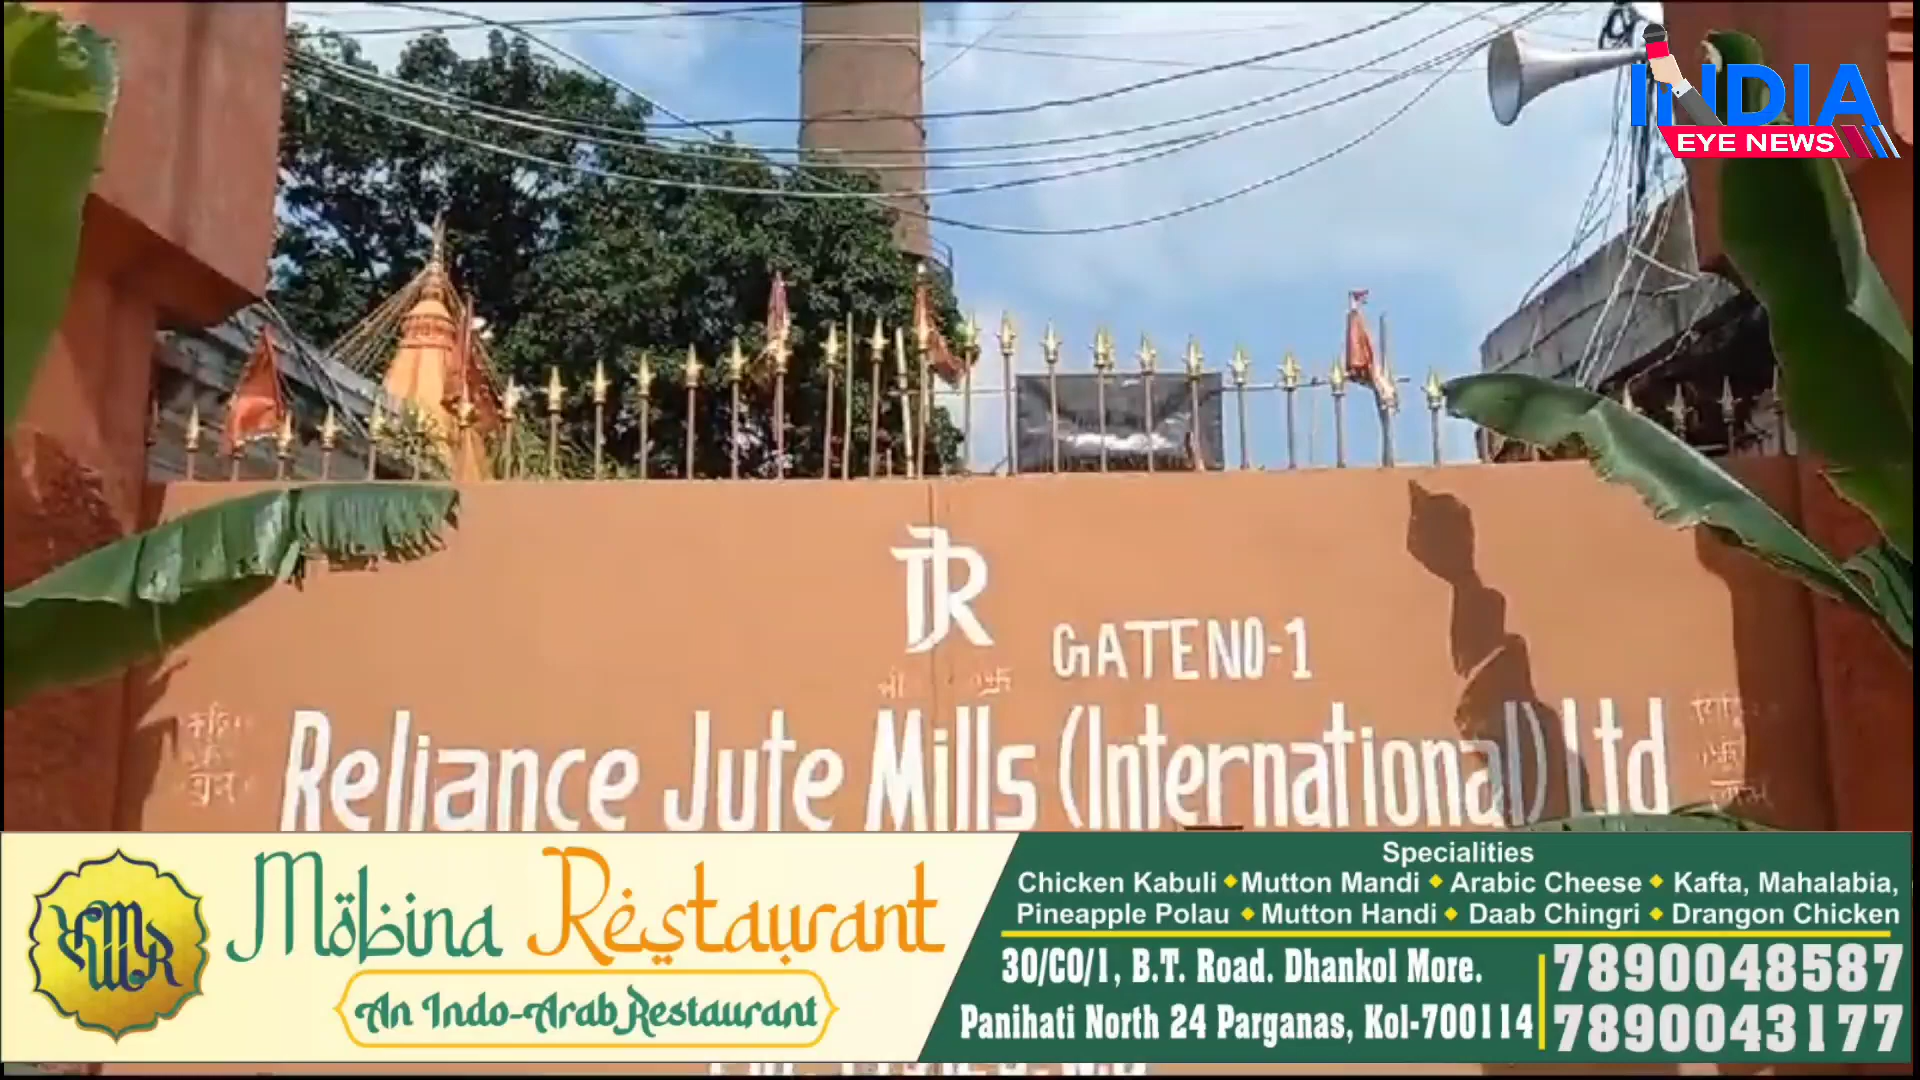 INDIA
EYE NEWS
JR
GATE NO-1
Reliance Jute Mills (International) Ltd
Mobina Restaurant
An Indo-Arab Restaurant
Specialities
Chicken Kabuli ◆ Mutton Mandi ◆ Arabic Cheese ◆ Kafta, Mahalabia,
Pineapple Polau ◆ Mutton Handi ◆ Daab Chingri ◆ Drangon Chicken
30/CO/1, B.T. Road. Dhankol More.
Panihati North 24 Parganas, Kol-700114
7890048587
7890043177